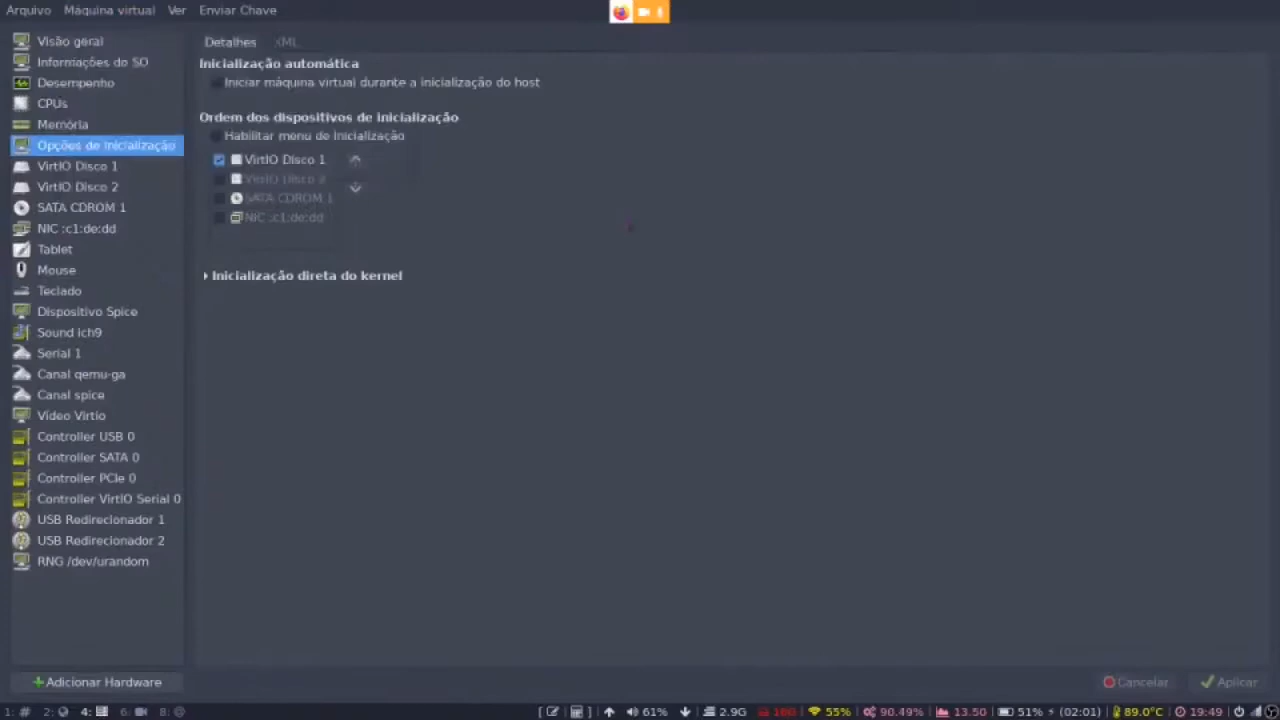 Arquivo Máquina virtual Ver Enviar Chave
Visão geral
Informações do SO
Desempenho
CPUs
Memória
Opções de inicialização
VirtIO Disco 1
VirtIO Disco 2
SATA CDROM 1
NIC :c1:de:dd
Tablet
Mouse
Teclado
Dispositivo Spice
Sound ich9
Serial 1
Canal qemu-ga
Canal spice
Vídeo Virtio
Controller USB 0
Controller SATA 0
Controller PCIe 0
Controller VirtIO Serial 0
USB Redirecionador 1
USB Redirecionador 2
RNG /dev/urandom
Adicionar Hardware
Detalhes XML
Inicialização automática
Iniciar máquina virtual durante a inicialização do host
Ordem dos dispositivos de inicialização
Habilitar menu de inicialização
VirtIO Disco 1
VirtIO Disco 2
SATA CDROM 1
NIC :c1:de:dd
Inicialização direta do kernel
Cancelar Aplicar
1: # 2: 4: 6: 8: [ ] 61% 2.9G 16G 55% 90.49% 13.50 51% (02:01) 89.0°C 19:49